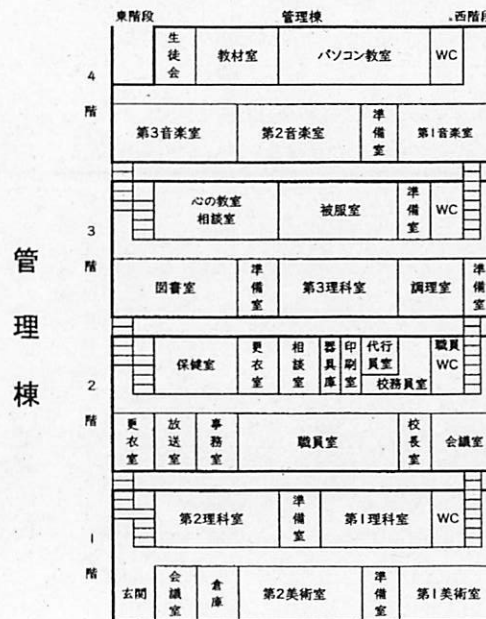 東階段 管理棟 西階段
管理棟
4階
生徒会 教材室 パソコン教室 WC
第3音楽室 第2音楽室 準備室 第1音楽室
3階
心の教室相談室 被服室 準備室 WC
図書室 準備室 第3理科室 調理室 準備室
2階
保健室 更衣室 相談室 器具庫 印刷室 代行員室 校務員室 職員WC
更衣室 放送室 事務室 職員室 校長室 会議室
1階
第2理科室 準備室 第1理科室 WC
玄関 会議室 倉庫 第2美術室 準備室 第1美術室